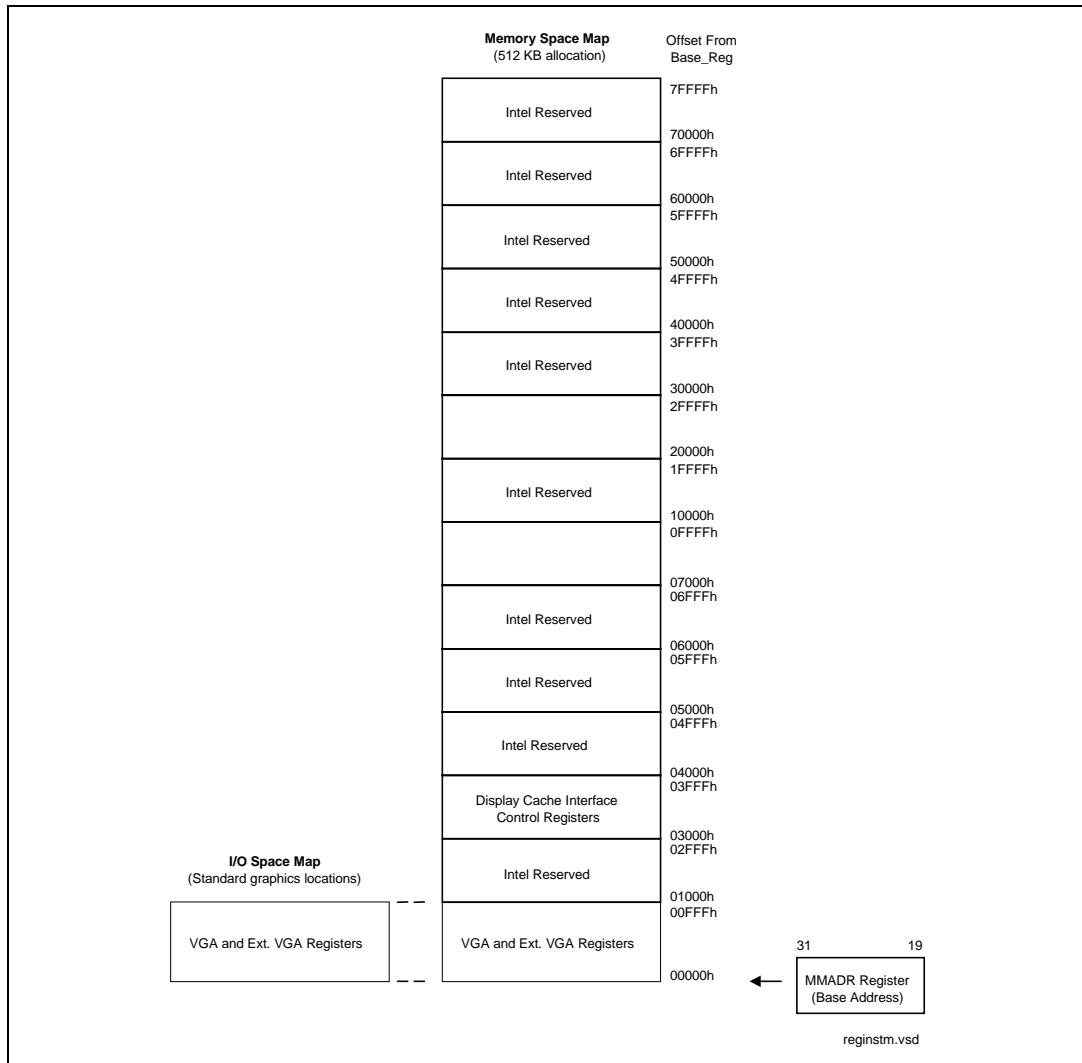 Memory Space Map
(512 KB allocation)
Offset From
Base_Reg
7FFFFh
Intel Reserved
70000h
6FFFFh
Intel Reserved
60000h
5FFFFh
Intel Reserved
50000h
4FFFFh
Intel Reserved
40000h
3FFFFh
Intel Reserved
30000h
2FFFFh
20000h
1FFFFh
Intel Reserved
10000h
0FFFFh
07000h
06FFFh
Intel Reserved
06000h
05FFFh
Intel Reserved
05000h
04FFFh
Intel Reserved
04000h
03FFFh
Display Cache Interface
Control Registers
03000h
02FFFh
Intel Reserved
01000h
00FFFh
I/O Space Map
(Standard graphics locations)
VGA and Ext. VGA Registers
VGA and Ext. VGA Registers
00000h
31 19
MMADR Register
(Base Address)
reginstm.vsd